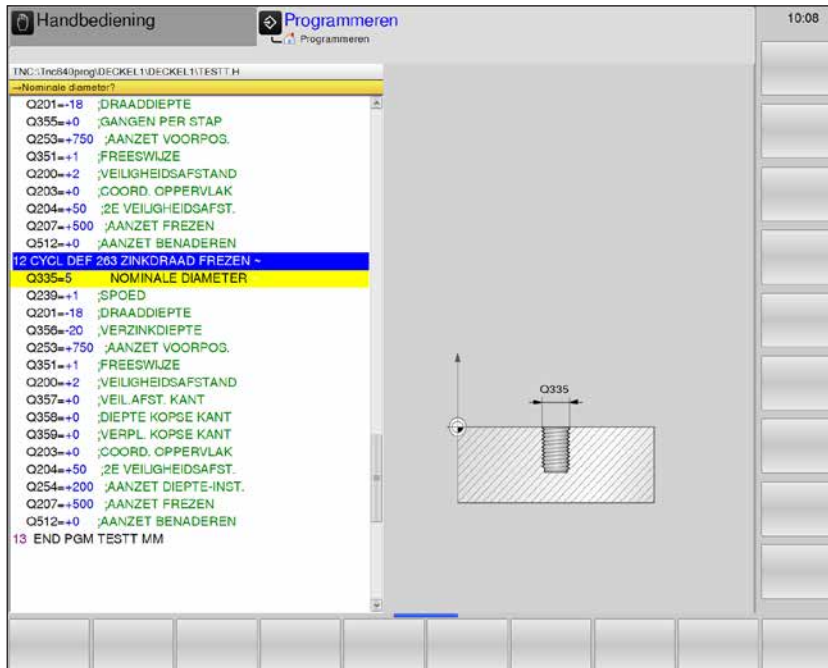 Handbediening
Programmeren
Programmeren
10:08
TNC:\Tnc640prog\DECKEL1\DECKEL1\TESTT.H
→Nominale diameter?
Q201=-18 ;DRAADDIEPTE
Q355=+0 ;GANGEN PER STAP
Q253=+750 ;AANZET VOORPOS.
Q351=+1 ;FREESWIJZE
Q200=+2 ;VEILIGHEIDSAFSTAND
Q203=+0 ;COORD. OPPERVLAK
Q204=+50 ;2E VEILIGHEIDSAFST.
Q207=+500 ;AANZET FREZEN
Q512=+0 ;AANZET BENADEREN
12 CYCL DEF 263 ZINKDRAAD FREZEN ~
Q335=5 NOMINALE DIAMETER
Q239=+1 ;SPOED
Q201=-18 ;DRAADDIEPTE
Q356=-20 ;VERZINKDIEPTE
Q253=+750 ;AANZET VOORPOS.
Q351=+1 ;FREESWIJZE
Q200=+2 ;VEILIGHEIDSAFSTAND
Q357=+0 ;VEIL.AFST. KANT
Q358=+0 ;DIEPTE KOPSE KANT
Q359=+0 ;VERPL. KOPSE KANT
Q203=+0 ;COORD. OPPERVLAK
Q204=+50 ;2E VEILIGHEIDSAFST.
Q254=+200 ;AANZET DIEPTE-INST.
Q207=+500 ;AANZET FREZEN
Q512=+0 ;AANZET BENADEREN
13 END PGM TESTT MM
Q335